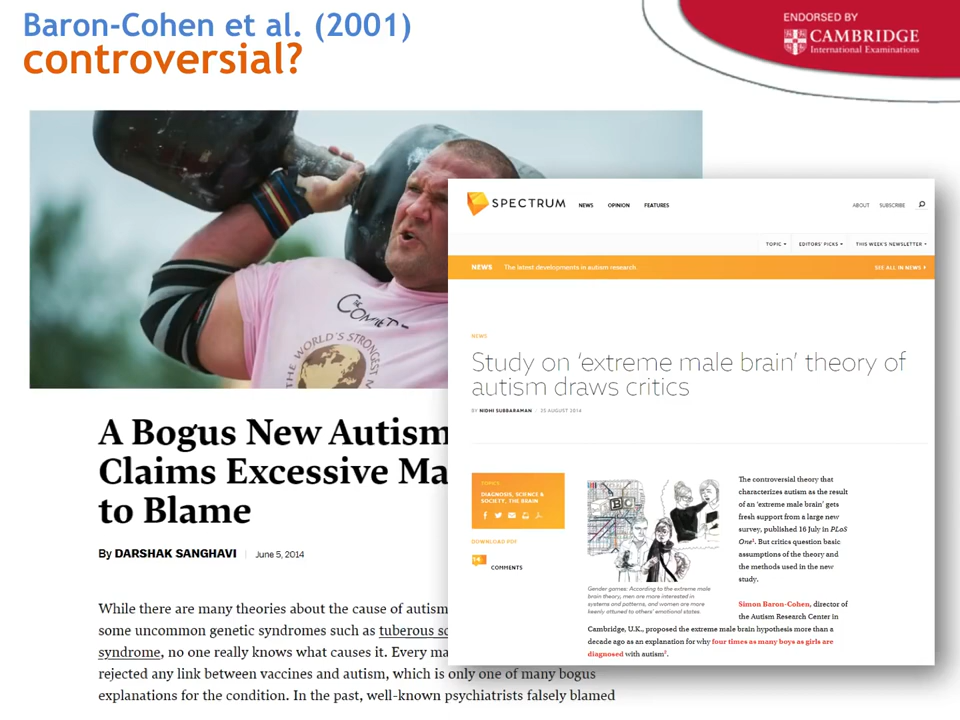 Baron-Cohen et al. (2001)
controversial?
ENDORSED BY
CAMBRIDGE
International Examinations
THE COMET
WORLD'S STRONGEST M
A Bogus New Autism
Claims Excessive Ma
to Blame
By DARSHAK SANGHAVI | June 5, 2014
While there are many theories about the cause of autism
some uncommon genetic syndromes such as tuberous sc
syndrome, no one really knows what causes it. Every ma
rejected any link between vaccines and autism, which is only one of many bogus
explanations for the condition. In the past, well-known psychiatrists falsely blamed
SPECTRUM
NEWS OPINION FEATURES
ABOUT SUBSCRIBE
TOPIC EDITORS' PICKS THIS WEEK'S NEWSLETTER
NEWS The latest developments in autism research.
SEE ALL IN NEWS
NEWS
Study on 'extreme male brain' theory of
autism draws critics
BY NIDHI SUBBARAMAN / 25 AUGUST 2014
TOPICS
DIAGNOSIS, SCIENCE &
SOCIETY, THE BRAIN
DOWNLOAD PDF
COMMENTS
Gender games: According to the extreme male
brain theory, men are more interested in
systems and patterns, and women are more
keenly attuned to others' emotional states.
The controversial theory that
characterizes autism as the result
of an 'extreme male brain' gets
fresh support from a large new
survey, published 16 July in PLoS
One¹. But critics question basic
assumptions of the theory and
the methods used in the new
study.
Simon Baron-Cohen, director of
the Autism Research Center in
Cambridge, U.K., proposed the extreme male brain hypothesis more than a
decade ago as an explanation for why four times as many boys as girls are
diagnosed with autism².